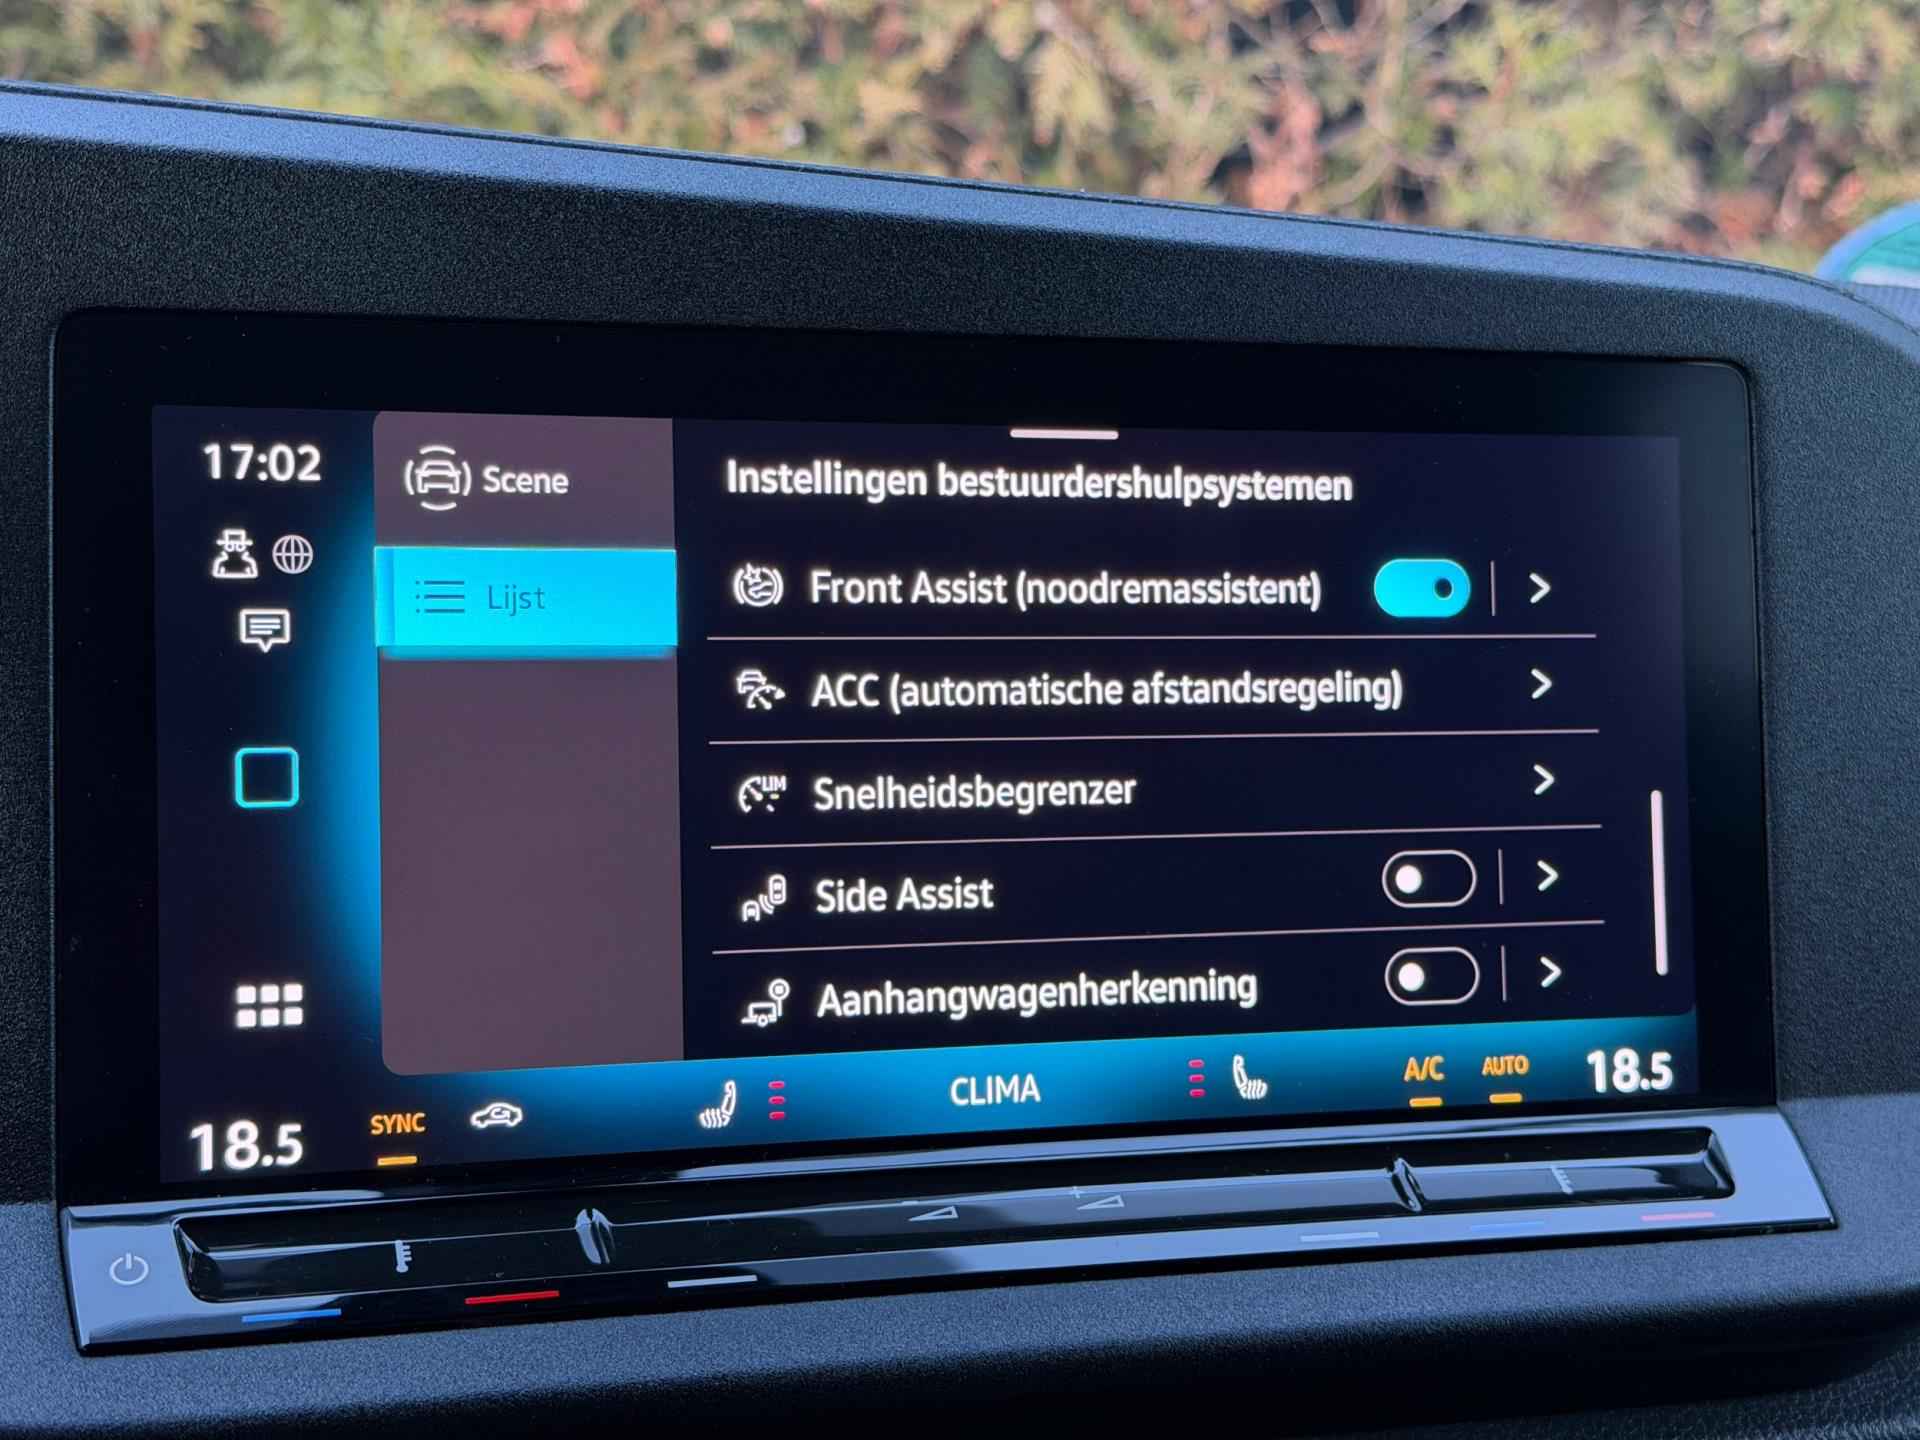 17:02
Scene
Lijst
Instellingen bestuurdershulpsystemen
Front Assist (noodremassistent)
ACC (automatische afstandsregeling)
LIM
Snelheidsbegrenzer
Side Assist
Aanhangwagenherkenning
18.5
SYNC
CLIMA
A/C
AUTO
18.5